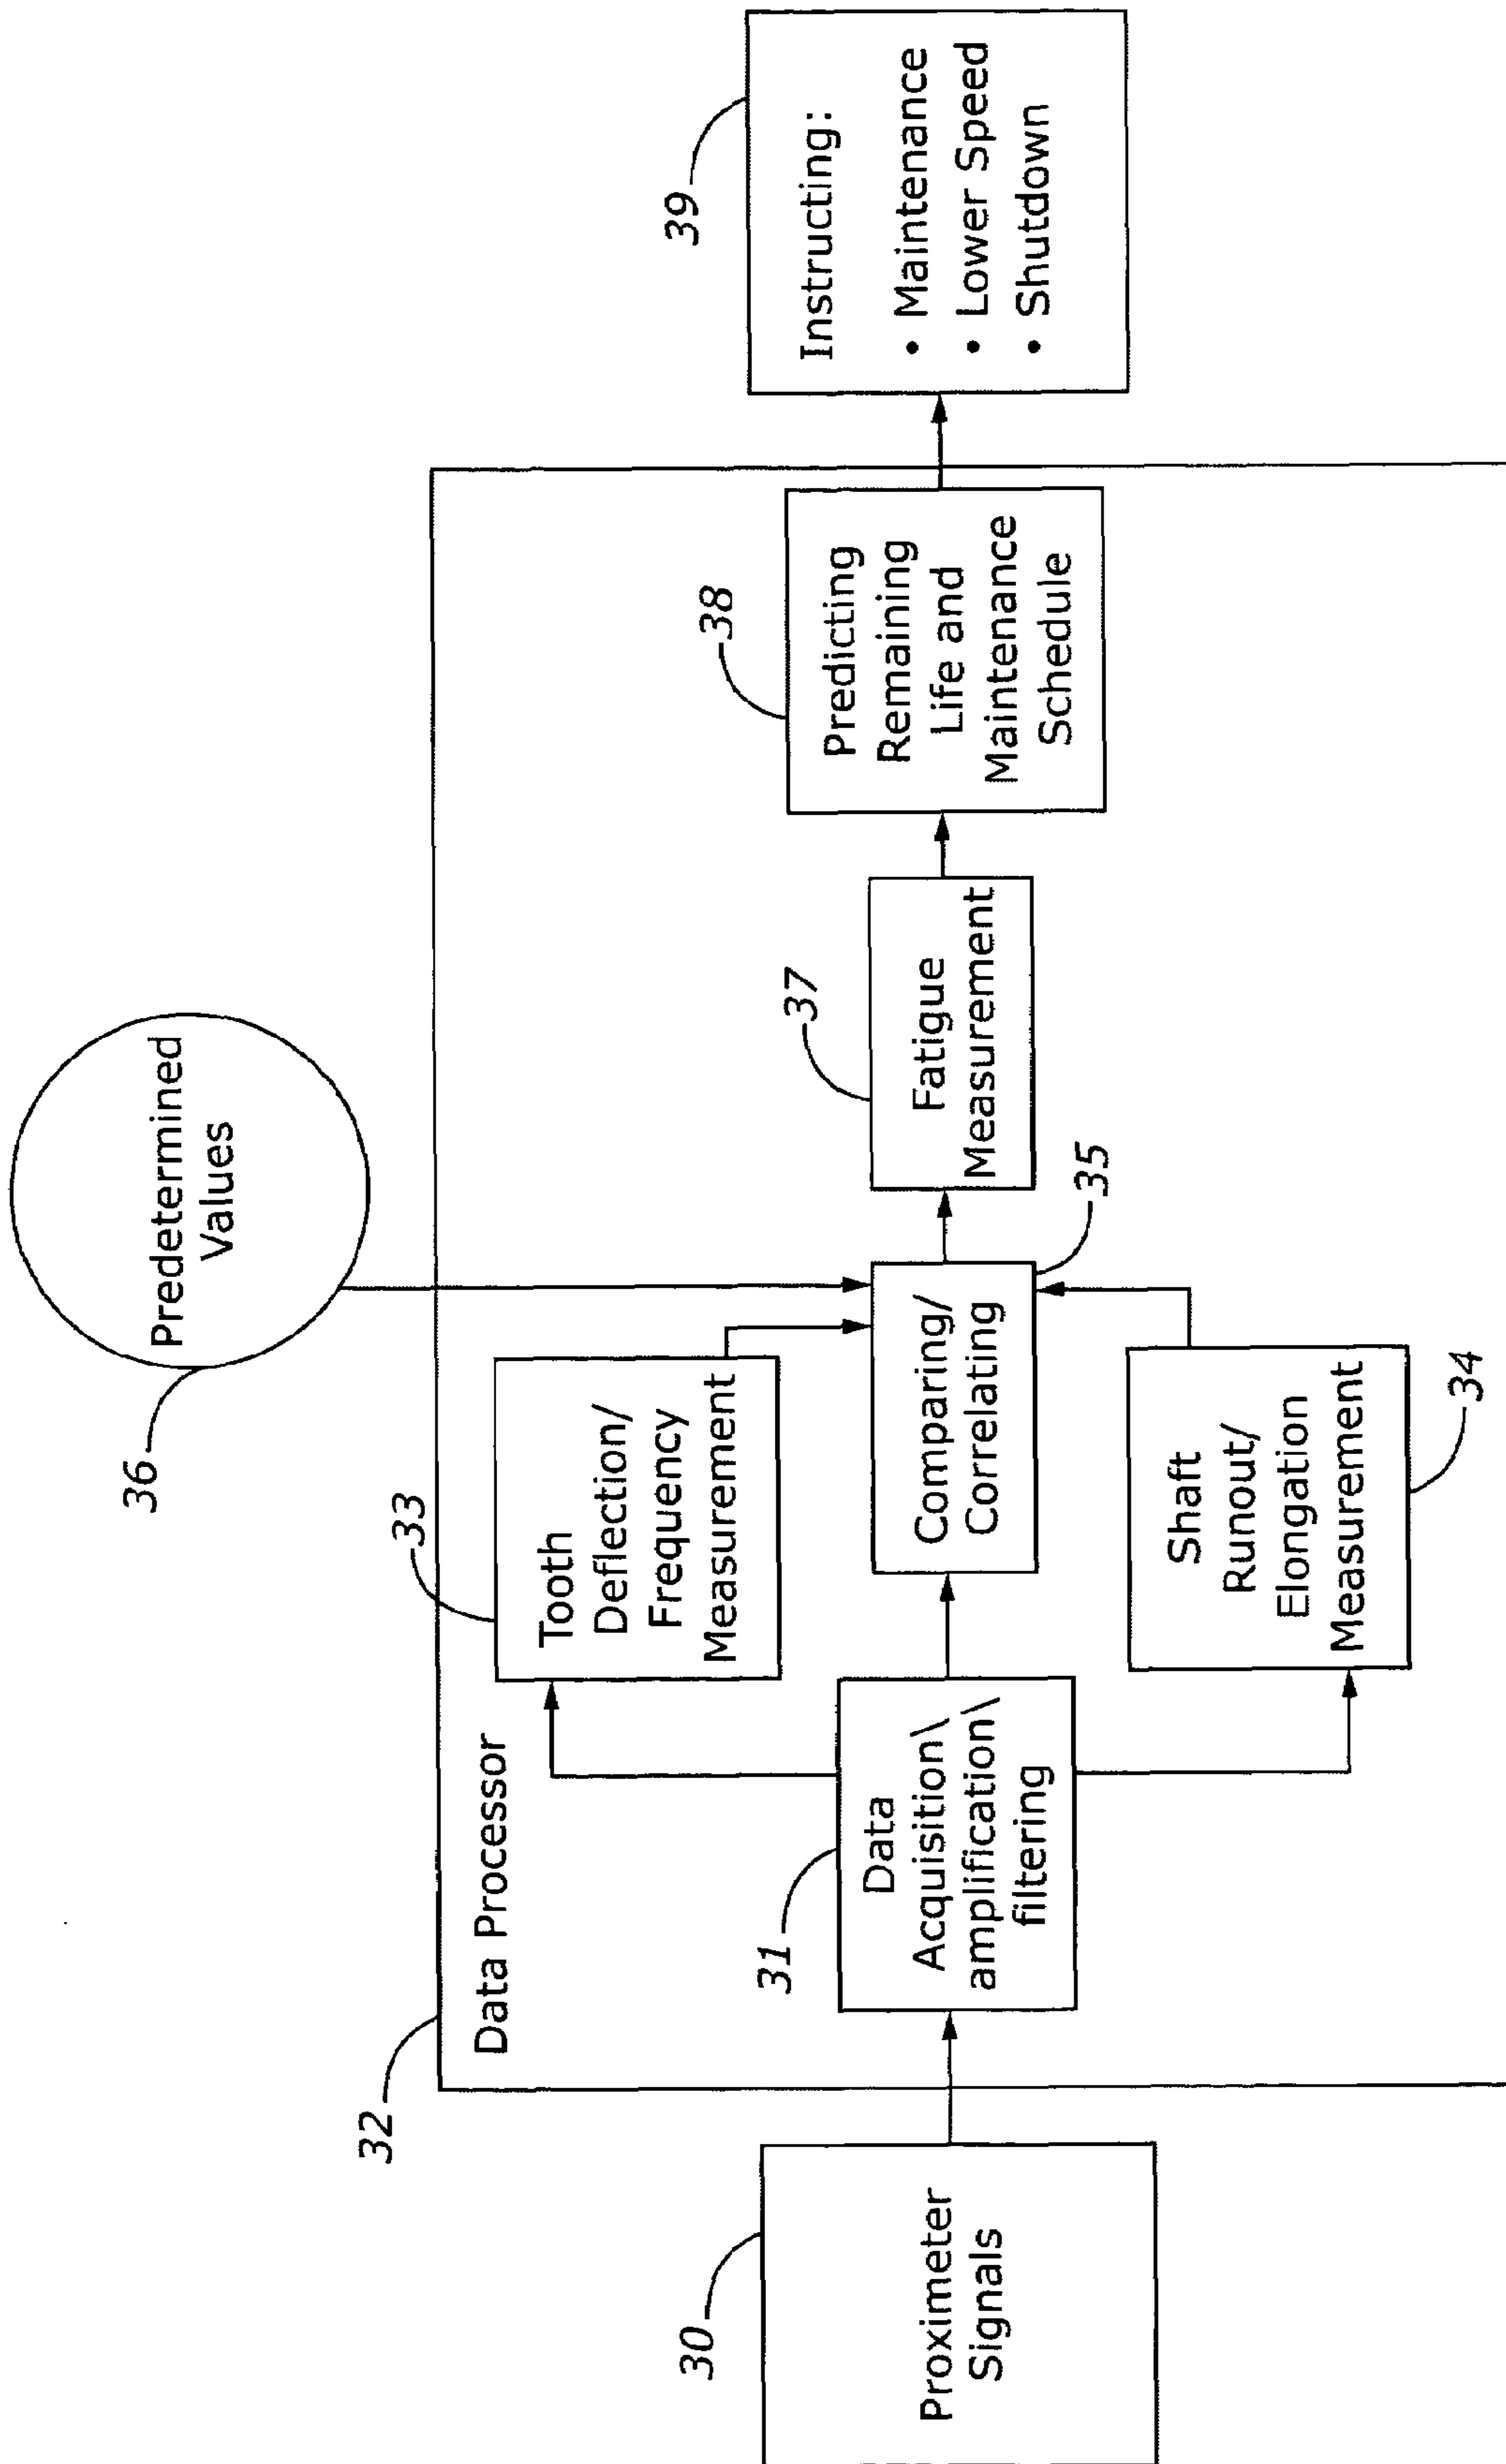 36
Predetermined
Values
32
Data Processor
33
Tooth
Deflection/
Frequency
Measurement
30
Proximeter
Signals
31
Data
Acquisition\
amplification\
filtering
Comparing/
Correlating
35
37
Fatigue
Measurement
38
Predicting
Remaining
Life and
Maintenance
Schedule
39
Instructing:
• Maintenance
• Lower Speed
• Shutdown
Shaft
Runout/
Elongation
Measurement
34